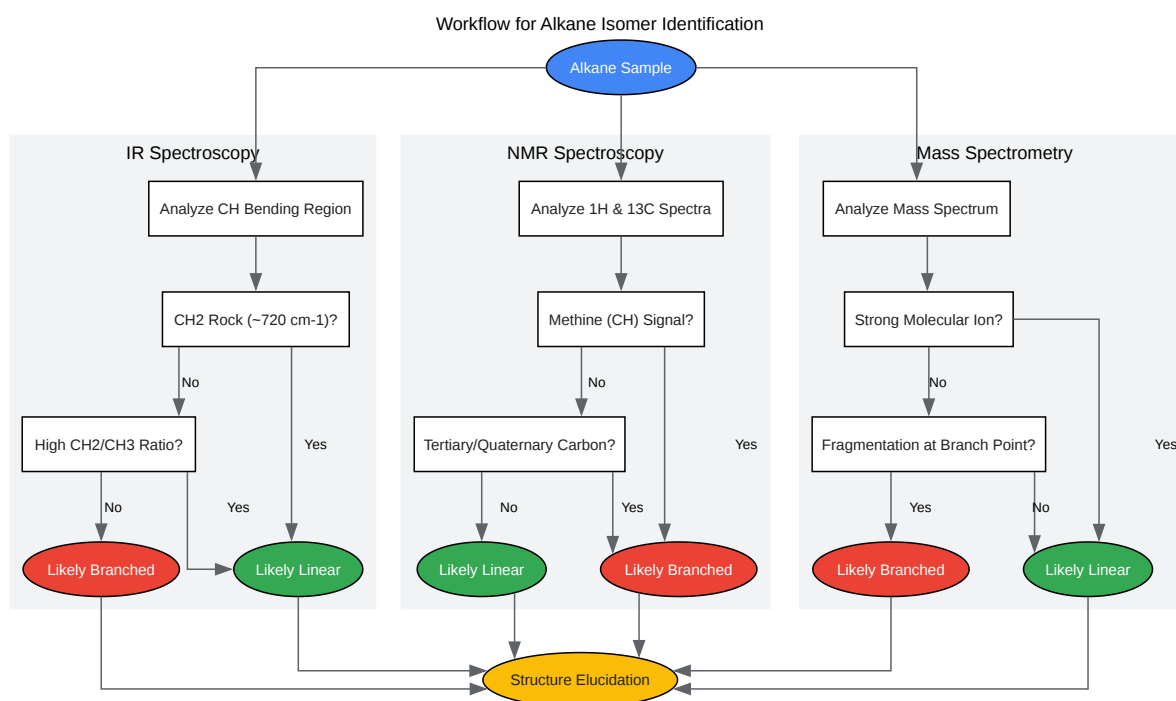 Workflow for Alkane Isomer Identification
Alkane Sample
IR Spectroscopy
NMR Spectroscopy
Mass Spectrometry
Analyze CH Bending Region
Analyze 1H & 13C Spectra
Analyze Mass Spectrum
CH2 Rock (~720 cm-1)?
Methine (CH) Signal?
Strong Molecular Ion?
No
No
No
High CH2/CH3 Ratio?
Yes
Tertiary/Quaternary Carbon?
Yes
Fragmentation at Branch Point?
Yes
No
Yes
No
Yes
Yes
No
Likely Branched
Likely Linear
Likely Linear
Likely Branched
Likely Branched
Likely Linear
Structure Elucidation